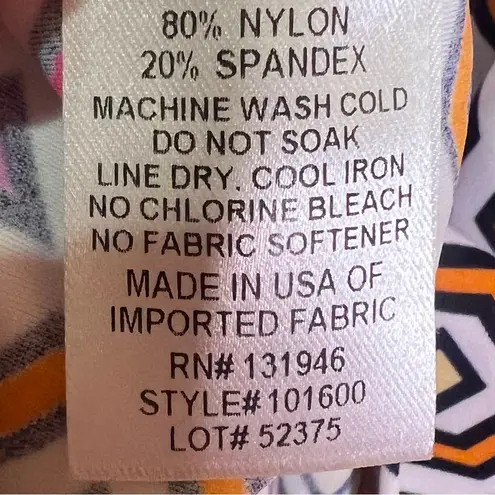 80% NYLON
20% SPANDEX
MACHINE WASH COLD
DO NOT SOAK
LINE DRY. COOL IRON
NO CHLORINE BLEACH
NO FABRIC SOFTENER
MADE IN USA OF
IMPORTED FABRIC
RN# 131946
STYLE# 101600
LOT# 52375